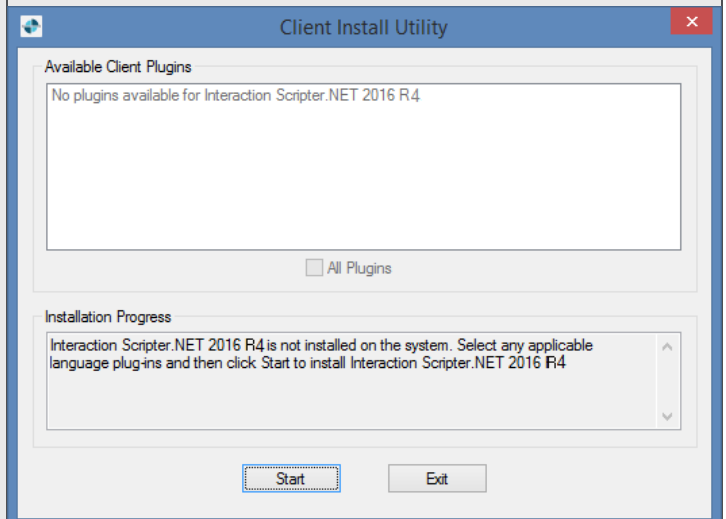 Client Install Utility
Available Client Plugins
No plugins available for Interaction Scripter.NET 2016 R4
All Plugins
Installation Progress
Interaction Scripter.NET 2016 R4 is not installed on the system. Select any applicable
language plug-ins and then click Start to install Interaction Scripter.NET 2016 R4
Start
Exit